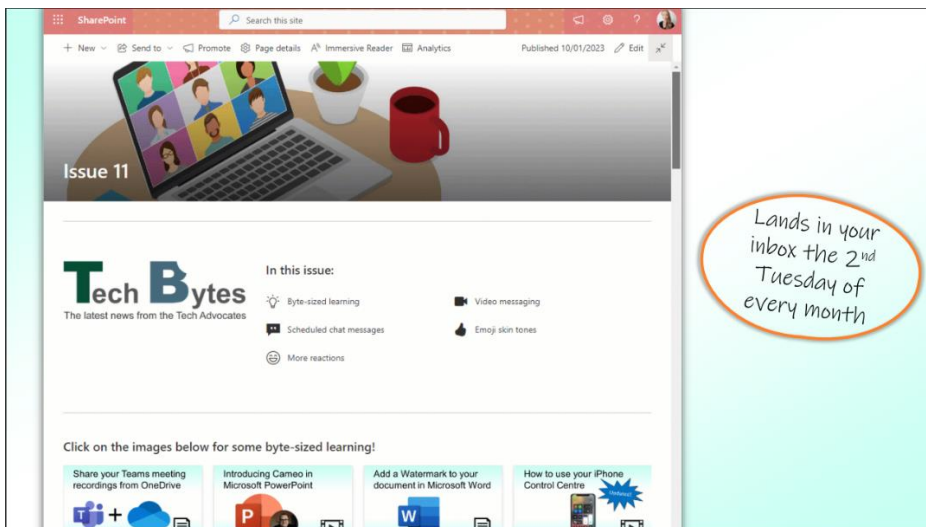 SharePoint
Search this site
?
New
Send to
Promote
Page details
Immersive Reader
Analytics
Published 10/01/2023
Edit
Issue 11
Tech Bytes
The latest news from the Tech Advocates
In this issue:
Byte-sized learning
Video messaging
Scheduled chat messages
Emoji skin tones
More reactions
Lands in your
inbox the 2nd
Tuesday of
every month
Click on the images below for some byte-sized learning!
Share your Teams meeting
recordings from OneDrive
Introducing Cameo in
Microsoft PowerPoint
Add a Watermark to your
document in Microsoft Word
How to use your iPhone
Control Centre
T
+
P
W